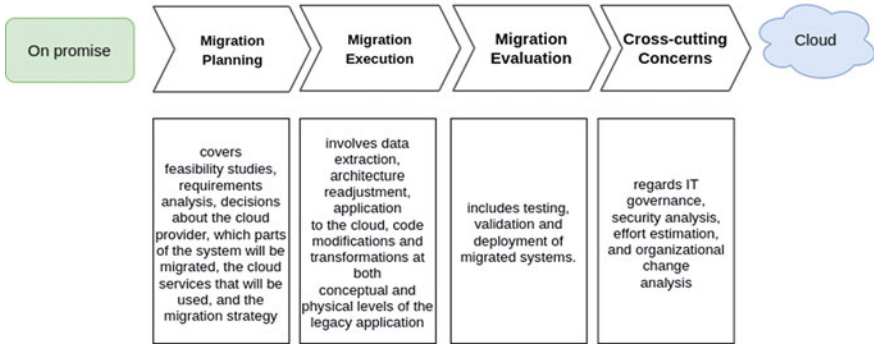 On promise
Migration
Planning
Migration
Execution
Migration
Evaluation
Cross-cutting
Concerns
Cloud
covers
feasibility studies,
requirements
analysis, decisions
about the cloud
provider, which parts
of the system will be
migrated, the cloud
services that will be
used, and the
migration strategy
involves data
extraction,
architecture
readjustment,
application
to the cloud, code
modifications and
transformations at
both
conceptual and
physical levels of the
legacy application
includes testing,
validation and
deployment of
migrated systems.
regards IT
governance,
security analysis,
effort estimation,
and organizational
change
analysis